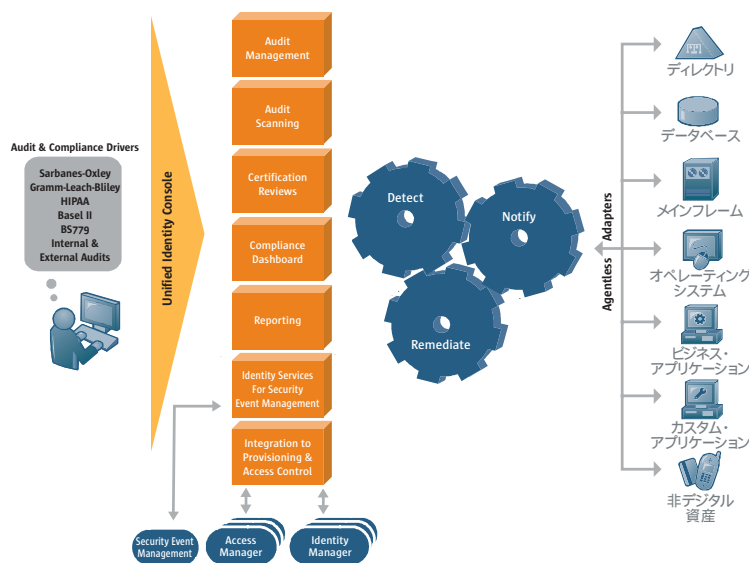 Audit & Compliance Drivers
Sarbanes-Oxley
Gramm-Leach-Bliley
HIPAA
Basel II
BS779
Internal &
External Audits
Unified Identity Console
Audit
Management
Audit
Scanning
Certification
Reviews
Compliance
Dashboard
Reporting
Identity Services
For Security
Event Management
Integration to
Provisioning &
Access Control
Security Event
Management
Access
Manager
Identity
Manager
Detect
Notify
Remediate
Agentless Adapters
ディレクトリ
データベース
メインフレーム
オペレーティング
システム
ビジネス・
アプリケーション
カスタム・
アプリケーション
非デジタル
資産